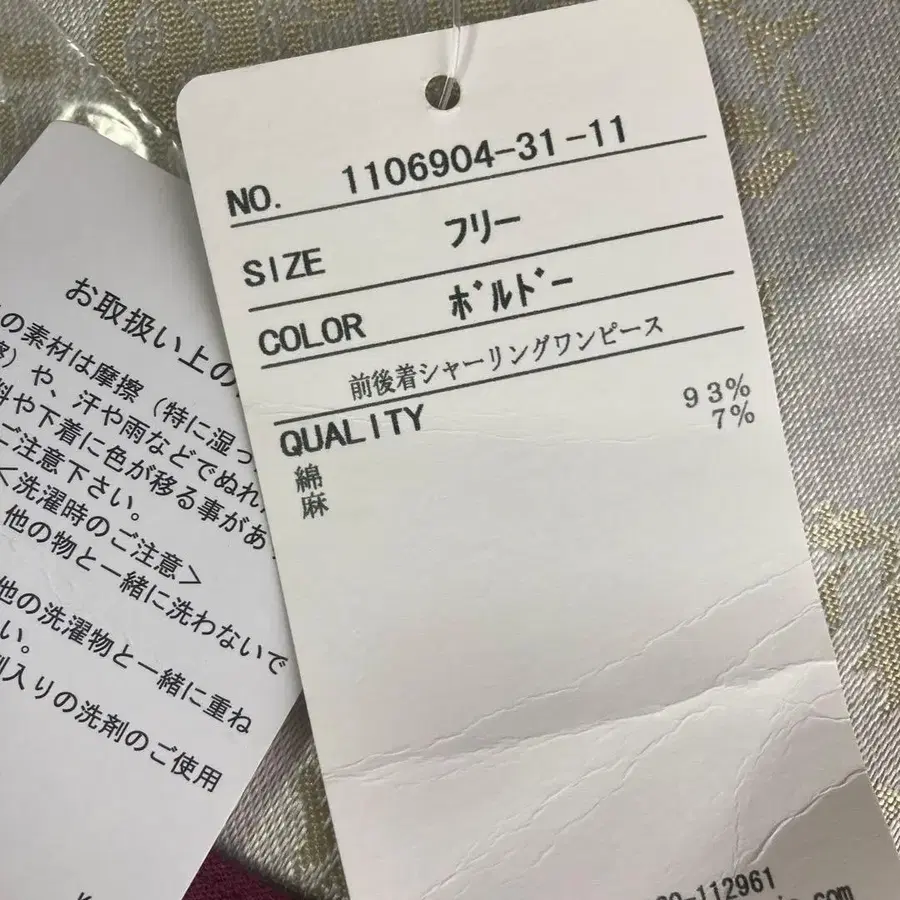 NO. 1106904-31-11
SIZE フリー
COLOR ボルドー
前後着シャーリングワンピース
QUALITY
綿 93%
麻 7%
-112961
.com
お取扱い上の
の素材は摩擦（特に湿っ
）や、汗や雨などでぬれ
や下着に色が移る事があ
ご注意下さい。
＜洗濯時のご注意＞
他の物と一緒に洗わないで
他の洗濯物と一緒に重ね
い。
入りの洗剤のご使用